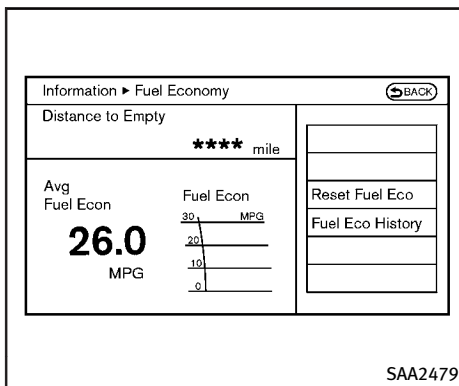 Information ▶ Fuel Economy
BACK
Distance to Empty
**** mile
Avg
Fuel Econ
26.0
MPG
Fuel Econ
30 MPG
20
10
0
Reset Fuel Eco
Fuel Eco History
SAA2479